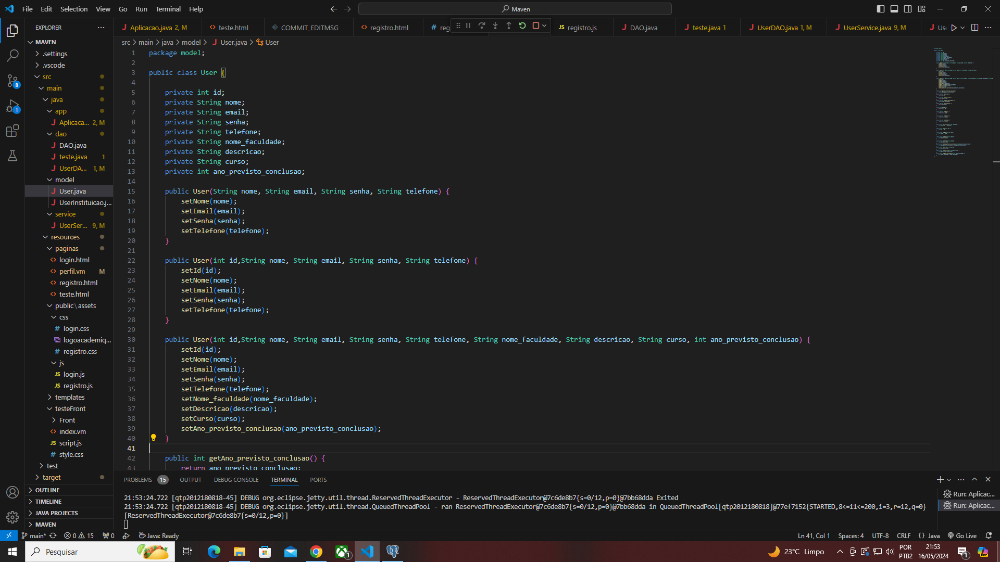 File Edit Selection View Go Run Terminal Help
Maven
EXPLORER
Aplicacao.java 2, M
teste.html
COMMIT_EDITMSG
registro.html
reg
registro.js
DAO.java
teste.java 1
UserDAO.java 1, M
UserService.java 9, M
Us
src > main > java > model > User.java > User
MAVEN
.settings
.vscode
src
main
java
app
Aplicaca... 2, M
dao
DAO.java
teste.java 1
UserDA... 1, M
model
User.java
UserInstituicao.j...
service
UserSer... 9, M
resources
paginas
login.html
perfil.vm M
registro.html
teste.html
public\assets
css
login.css
logoacademiq...
registro.css
js
login.js
registro.js
templates
testeFront
Front
index.vm
script.js
style.css
test
target
OUTLINE
TIMELINE
JAVA PROJECTS
MAVEN
8
1
1 package model;
2
3 public class User {
4
5 private int id;
6 private String nome;
7 private String email;
8 private String senha;
9 private String telefone;
10 private String nome_faculdade;
11 private String descricao;
12 private String curso;
13 private int ano_previsto_conclusao;
14
15 public User(String nome, String email, String senha, String telefone) {
16 setNome(nome);
17 setEmail(email);
18 setSenha(senha);
19 setTelefone(telefone);
20 }
21
22 public User(int id,String nome, String email, String senha, String telefone) {
23 setId(id);
24 setNome(nome);
25 setEmail(email);
26 setSenha(senha);
27 setTelefone(telefone);
28 }
29
30 public User(int id,String nome, String email, String senha, String telefone, String nome_faculdade, String descricao, String curso, int ano_previsto_conclusao) {
31 setId(id);
32 setNome(nome);
33 setEmail(email);
34 setSenha(senha);
35 setTelefone(telefone);
36 setNome_faculdade(nome_faculdade);
37 setDescricao(descricao);
38 setCurso(curso);
39 setAno_previsto_conclusao(ano_previsto_conclusao);
40 }
41
42 public int getAno_previsto_conclusao() {
43 return ano_previsto_conclusao;
PROBLEMS 15 OUTPUT DEBUG CONSOLE TERMINAL PORTS
21:53:24.722 [qtp2012180818-45] DEBUG org.eclipse.jetty.util.thread.ReservedThreadExecutor - ReservedThreadExecutor@7c6de8b7{s=0/12,p=0}@7bb68dda Exited
21:53:24.723 [qtp2012180818-45] DEBUG org.eclipse.jetty.util.thread.QueuedThreadPool - ran ReservedThreadExecutor@7c6de8b7{s=0/12,p=0}@7bb68dda in QueuedThreadPool[qtp2012180818]@77ef7152{STARTED,8<=11<=200,i=3,r=12,q=0}
[ReservedThreadExecutor@7c6de8b7{s=0/12,p=0}]
Run: Aplicac...
Run: Aplicac...
main* 0 15 0 Java: Ready
Ln 41, Col 1 Spaces: 4 UTF-8 CRLF {} Java Go Live
Pesquisar
1
23°C Limpo
POR
PTB2
21:53
16/05/2024
1
PRE